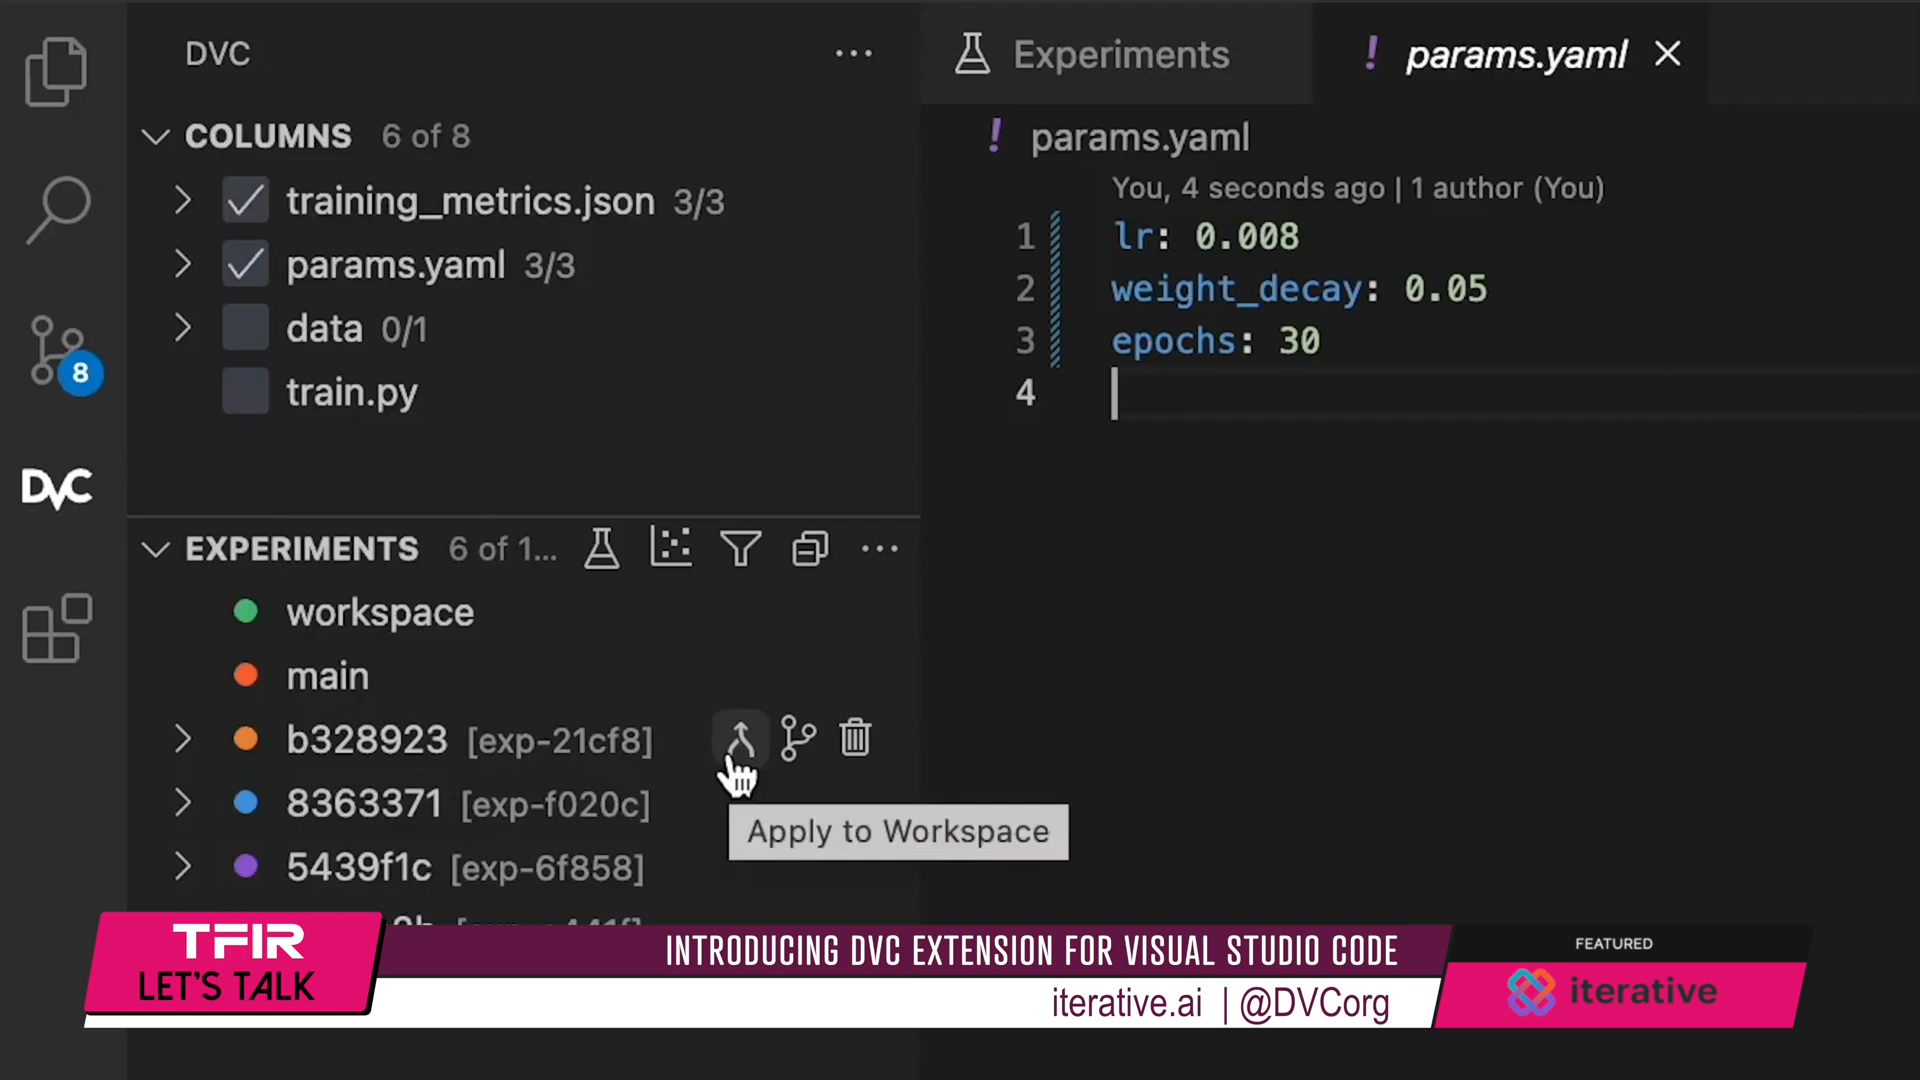 DVC
COLUMNS 6 of 8
training_metrics.json 3/3
params.yaml 3/3
data 0/1
train.py
8
DVC
EXPERIMENTS 6 of 1...
workspace
main
b328923 [exp-21cf8]
8363371 [exp-f020c]
5439f1c [exp-6f858]
Apply to Workspace
Experiments
! params.yaml
! params.yaml
You, 4 seconds ago | 1 author (You)
1 lr: 0.008
2 weight_decay: 0.05
3 epochs: 30
4
TFIR
LET'S TALK
INTRODUCING DVC EXTENSION FOR VISUAL STUDIO CODE
iterative.ai | @DVCorg
FEATURED
iterative